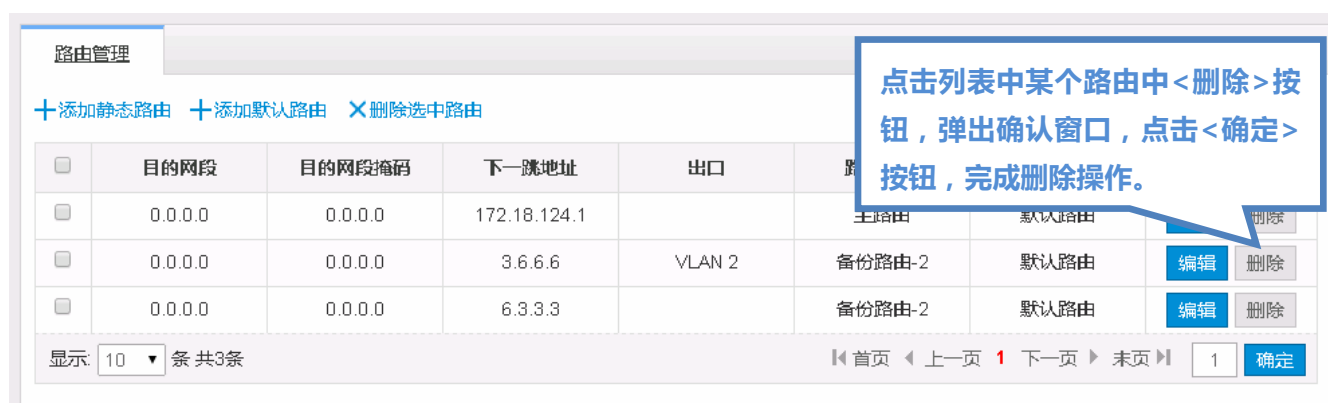 路由管理
点击列表中某个路由中<删除>按
钮，弹出确认窗口，点击<确定>
按钮，完成删除操作。
添加静态路由 添加默认路由 删除选中路由
目的网段 目的网段掩码 下一跳地址 出口
0.0.0.0 0.0.0.0 172.18.124.1 主路由 默认路由 删除
0.0.0.0 0.0.0.0 3.6.6.6 VLAN 2 备份路由-2 默认路由 编辑 删除
0.0.0.0 0.0.0.0 6.3.3.3 备份路由-2 默认路由 编辑 删除
显示: 10 条 共3条 首页 上一页 1 下一页 末页 1 确定